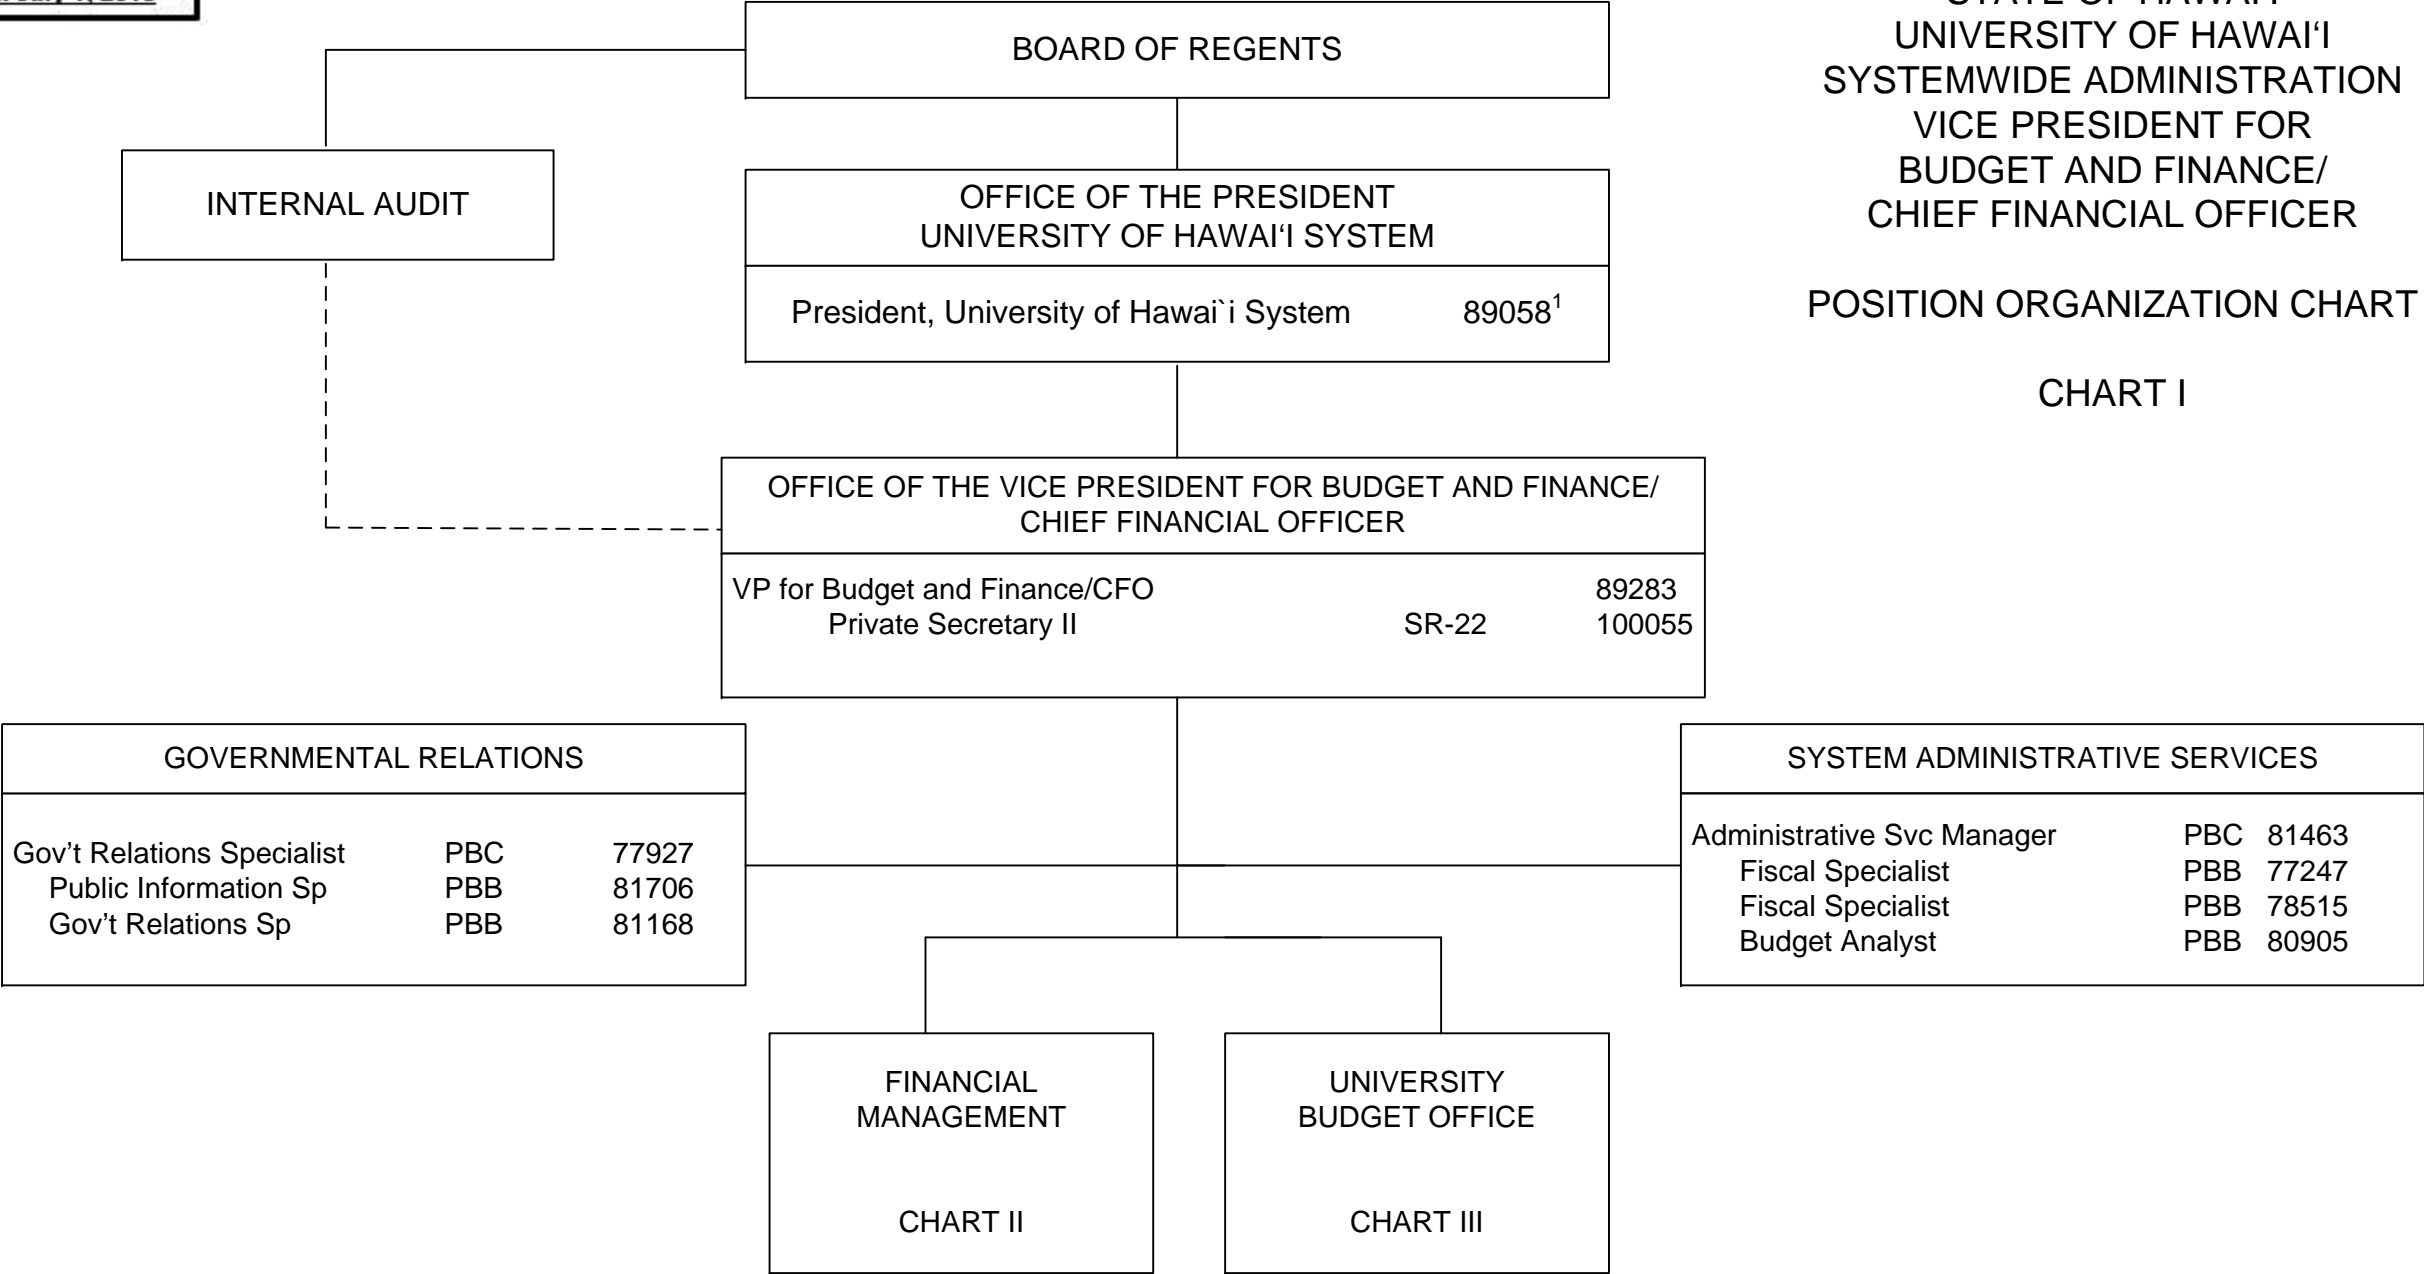 STATE OF HAWAI‘I
UNIVERSITY OF HAWAI‘I
SYSTEMWIDE ADMINISTRATION
VICE PRESIDENT FOR
BUDGET AND FINANCE/
CHIEF FINANCIAL OFFICER
POSITION ORGANIZATION CHART
CHART I
BOARD OF REGENTS
INTERNAL AUDIT
OFFICE OF THE PRESIDENT
UNIVERSITY OF HAWAI‘I SYSTEM
President, University of Hawai`i System 89058¹
OFFICE OF THE VICE PRESIDENT FOR BUDGET AND FINANCE/
CHIEF FINANCIAL OFFICER
VP for Budget and Finance/CFO 89283
Private Secretary II SR-22 100055
GOVERNMENTAL RELATIONS
Gov’t Relations Specialist PBC 77927
Public Information Sp PBB 81706
Gov’t Relations Sp PBB 81168
SYSTEM ADMINISTRATIVE SERVICES
Administrative Svc Manager PBC 81463
Fiscal Specialist PBB 77247
Fiscal Specialist PBB 78515
Budget Analyst PBB 80905
FINANCIAL
MANAGEMENT
CHART II
UNIVERSITY
BUDGET OFFICE
CHART III